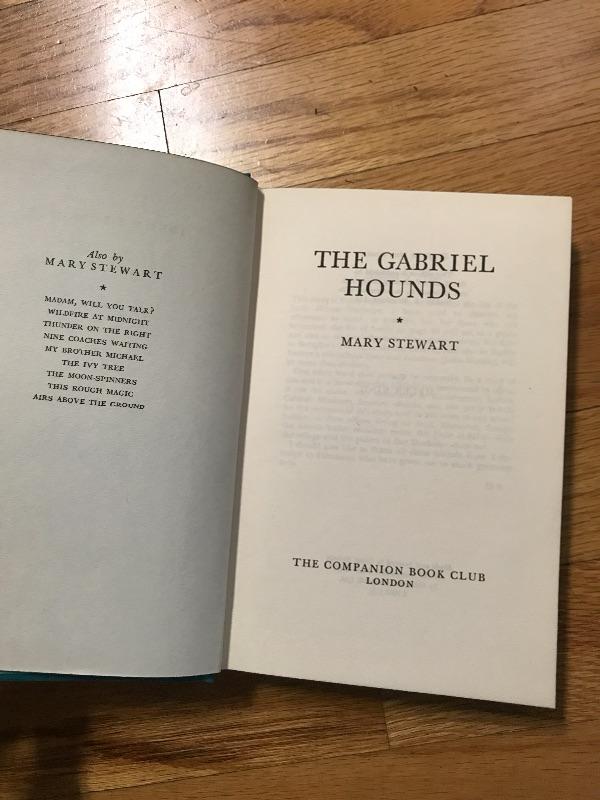 Also by
MARY STEWART
*
MADAM, WILL YOU TALK?
WILDFIRE AT MIDNIGHT
THUNDER ON THE RIGHT
NINE COACHES WAITING
MY BROTHER MICHAEL
THE IVY TREE
THE MOON-SPINNERS
THIS ROUGH MAGIC
AIRS ABOVE THE GROUND
THE GABRIEL
HOUNDS
*
MARY STEWART
THE COMPANION BOOK CLUB
LONDON